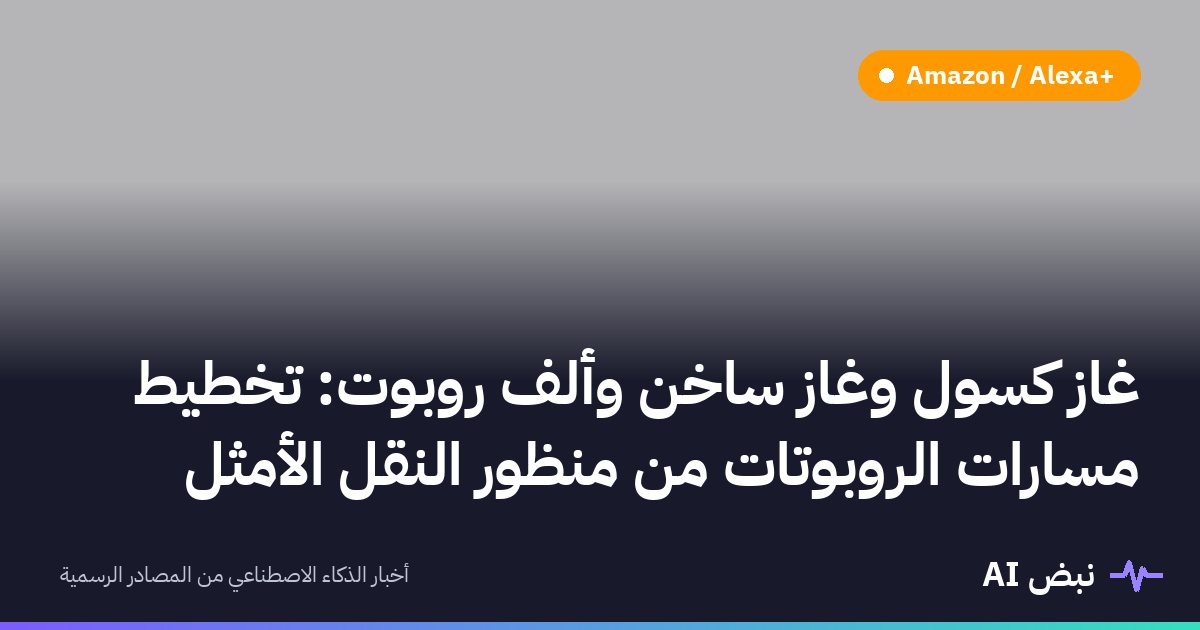 Amazon / Alexa+
غاز كسول وغاز ساخن وألف روبوت: تخطيط
مسارات الروبوتات من منظور النقل الأمثل
نبض AI
أخبار الذكاء الاصطناعي من المصادر الرسمية